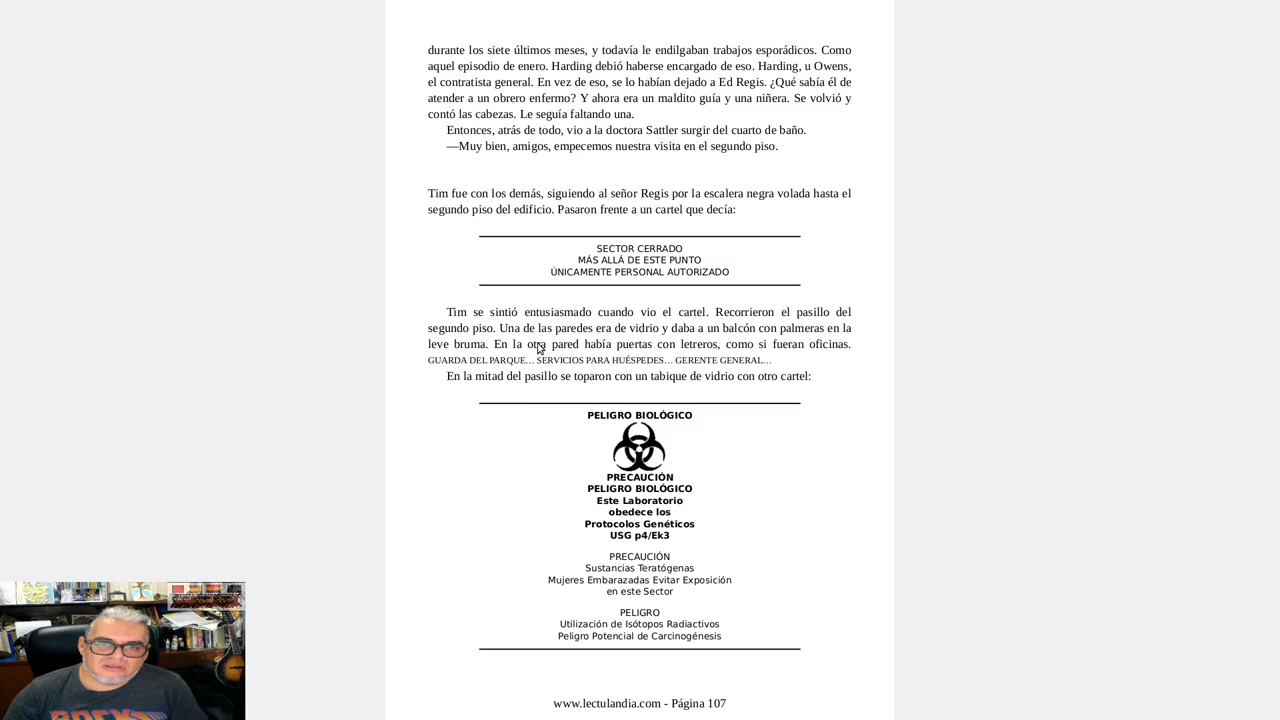 durante los siete últimos meses, y todavía le endilgaban trabajos esporádicos. Como
aquel episodio de enero. Harding debió haberse encargado de eso. Harding, u Owens,
el contratista general. En vez de eso, se lo habían dejado a Ed Regis. ¿Qué sabía él de
atender a un obrero enfermo? Y ahora era un maldito guía y una niñera. Se volvió y
contó las cabezas. Le seguía faltando una.
Entonces, atrás de todo, vio a la doctora Sattler surgir del cuarto de baño.
—Muy bien, amigos, empecemos nuestra visita en el segundo piso.
Tim fue con los demás, siguiendo al señor Regis por la escalera negra volada hasta el
segundo piso del edificio. Pasaron frente a un cartel que decía:
SECTOR CERRADO
MÁS ALLÁ DE ESTE PUNTO
ÚNICAMENTE PERSONAL AUTORIZADO
Tim se sintió entusiasmado cuando vio el cartel. Recorrieron el pasillo del
segundo piso. Una de las paredes era de vidrio y daba a un balcón con palmeras en la
leve bruma. En la otra pared había puertas con letreros, como si fueran oficinas.
GUARDA DEL PARQUE… SERVICIOS PARA HUÉSPEDES… GERENTE GENERAL…
En la mitad del pasillo se toparon con un tabique de vidrio con otro cartel:
PELIGRO BIOLÓGICO
PRECAUCIÓN
PELIGRO BIOLÓGICO
Este Laboratorio
obedece los
Protocolos Genéticos
USG p4/Ek3
PRECAUCIÓN
Sustancias Teratógenas
Mujeres Embarazadas Evitar Exposición
en este Sector
PELIGRO
Utilización de Isótopos Radiactivos
Peligro Potencial de Carcinogénesis
www.lectulandia.com - Página 107